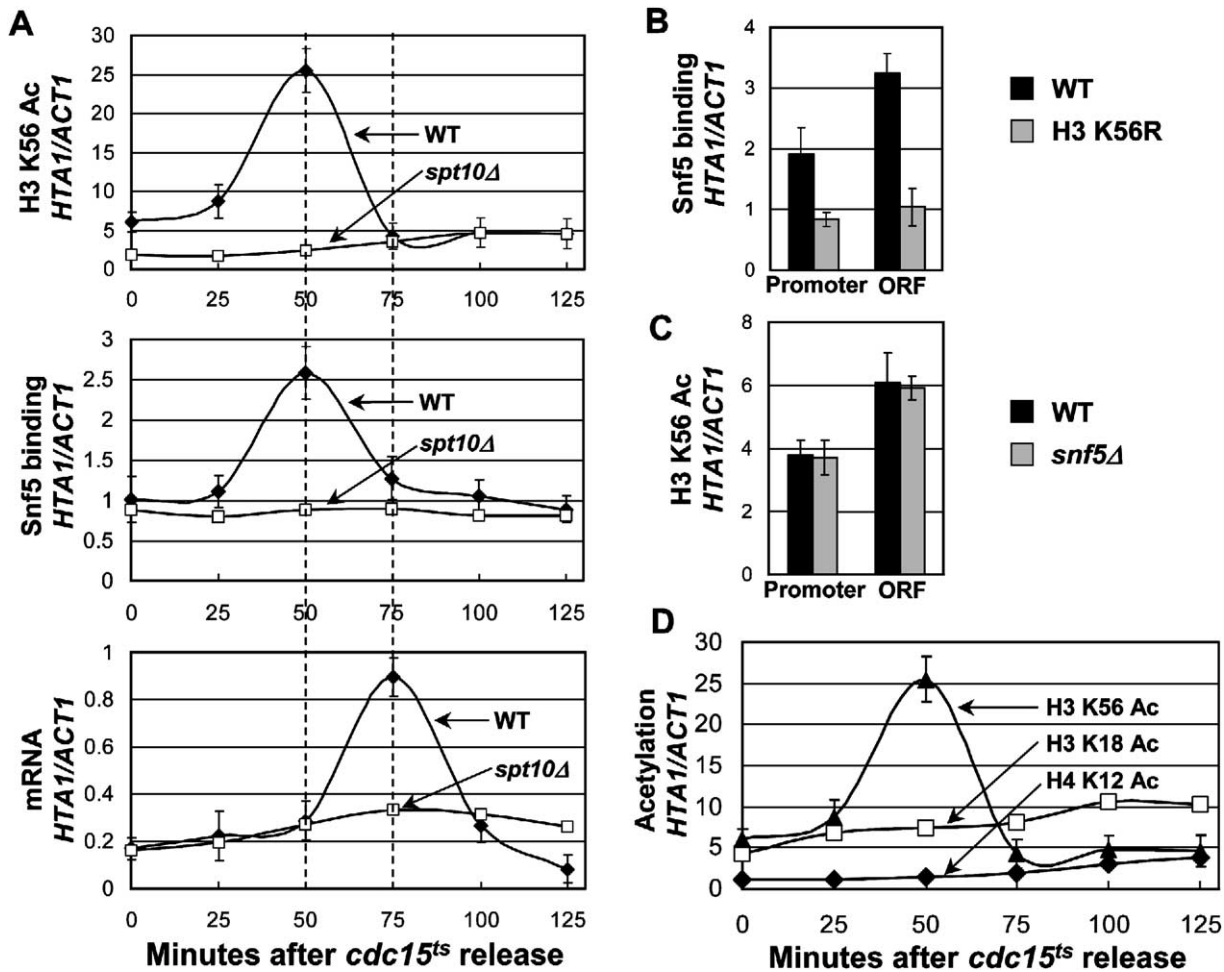 A
H3 K56 Ac
HTA1/ACT1
30
25
20
15
10
5
0
WT
spt10Δ
0 25 50 75 100 125
Snf5 binding
HTA1/ACT1
3
2.5
2
1.5
1
0.5
0
WT
spt10Δ
0 25 50 75 100 125
mRNA
HTA1/ACT1
1
0.8
0.6
0.4
0.2
0
WT
spt10Δ
0 25 50 75 100 125
Minutes after cdc15ts release
B
Snf5 binding
HTA1/ACT1
4
3
2
1
0
Promoter ORF
WT
H3 K56R
C
H3 K56 Ac
HTA1/ACT1
8
6
4
2
0
Promoter ORF
WT
snf5Δ
D
Acetylation
HTA1/ACT1
30
25
20
15
10
5
0
H3 K56 Ac
H3 K18 Ac
H4 K12 Ac
0 25 50 75 100 125
Minutes after cdc15ts release